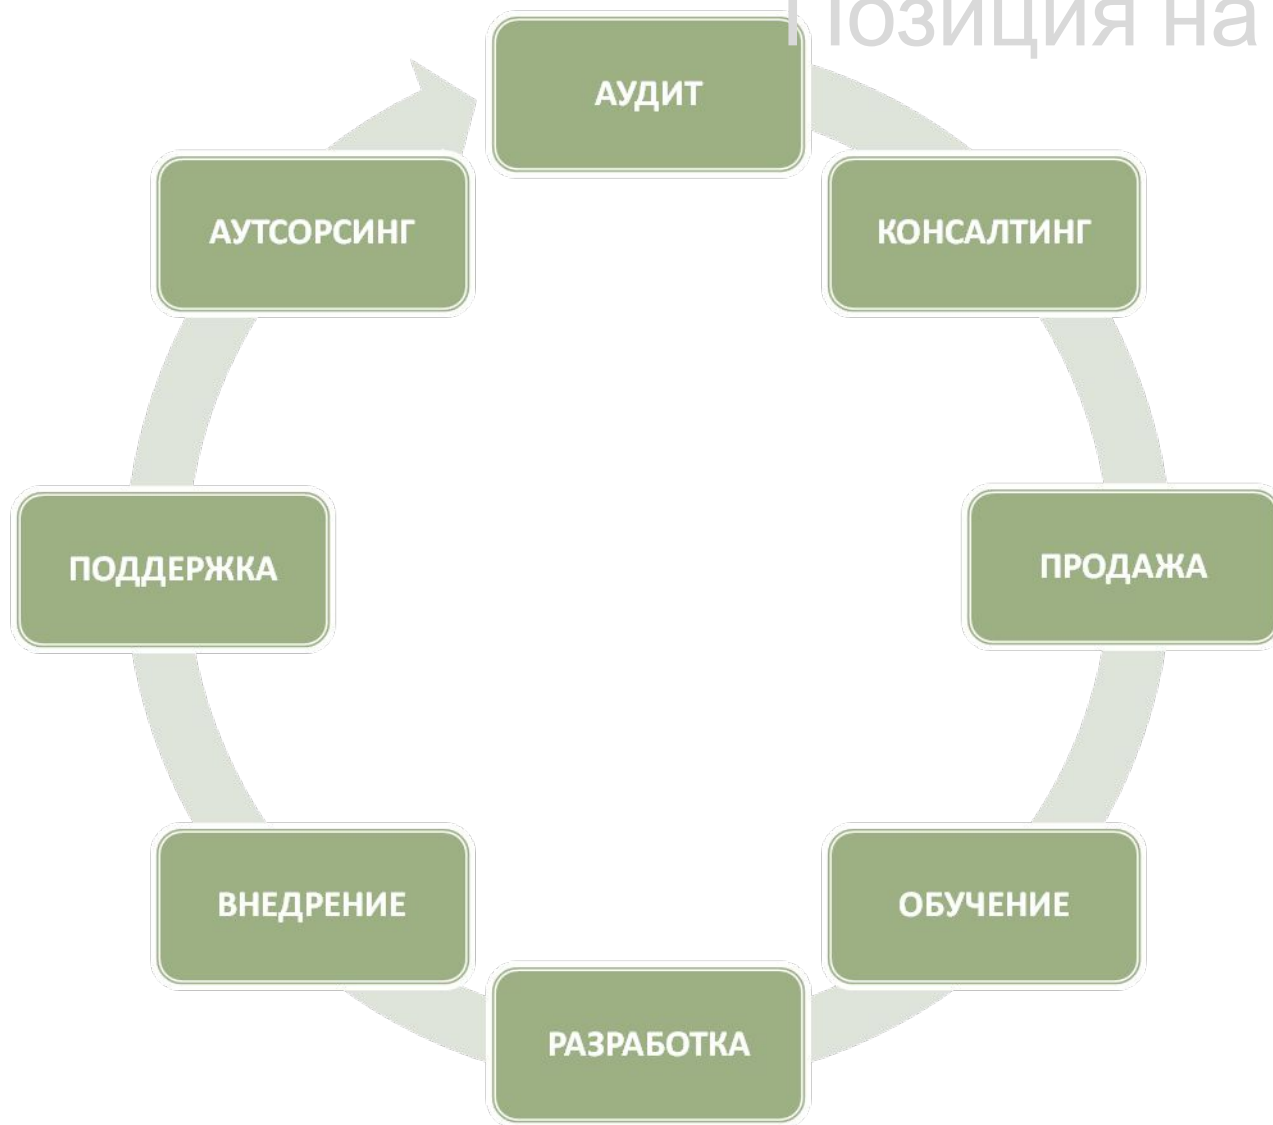 Позиция на
АУДИТ
КОНСАЛТИНГ
ПРОДАЖА
ОБУЧЕНИЕ
РАЗРАБОТКА
ВНЕДРЕНИЕ
ПОДДЕРЖКА
АУТСОРСИНГ